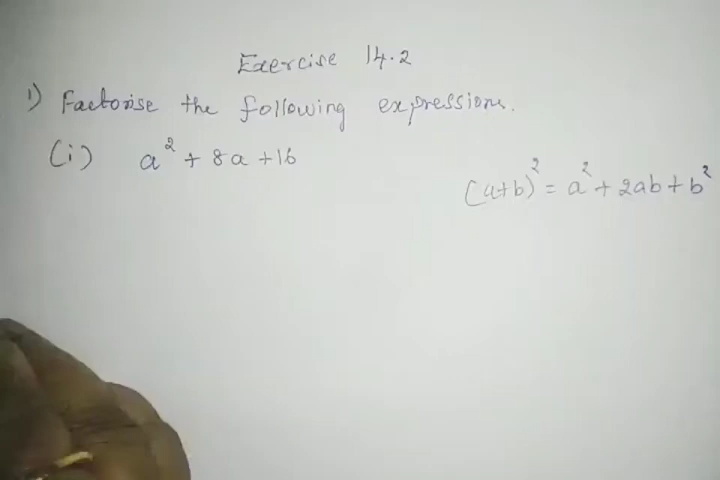 Exercise 14.2
1) Factorise the following expressions.
(i) a² + 8a + 16
(a+b)² = a² + 2ab + b²